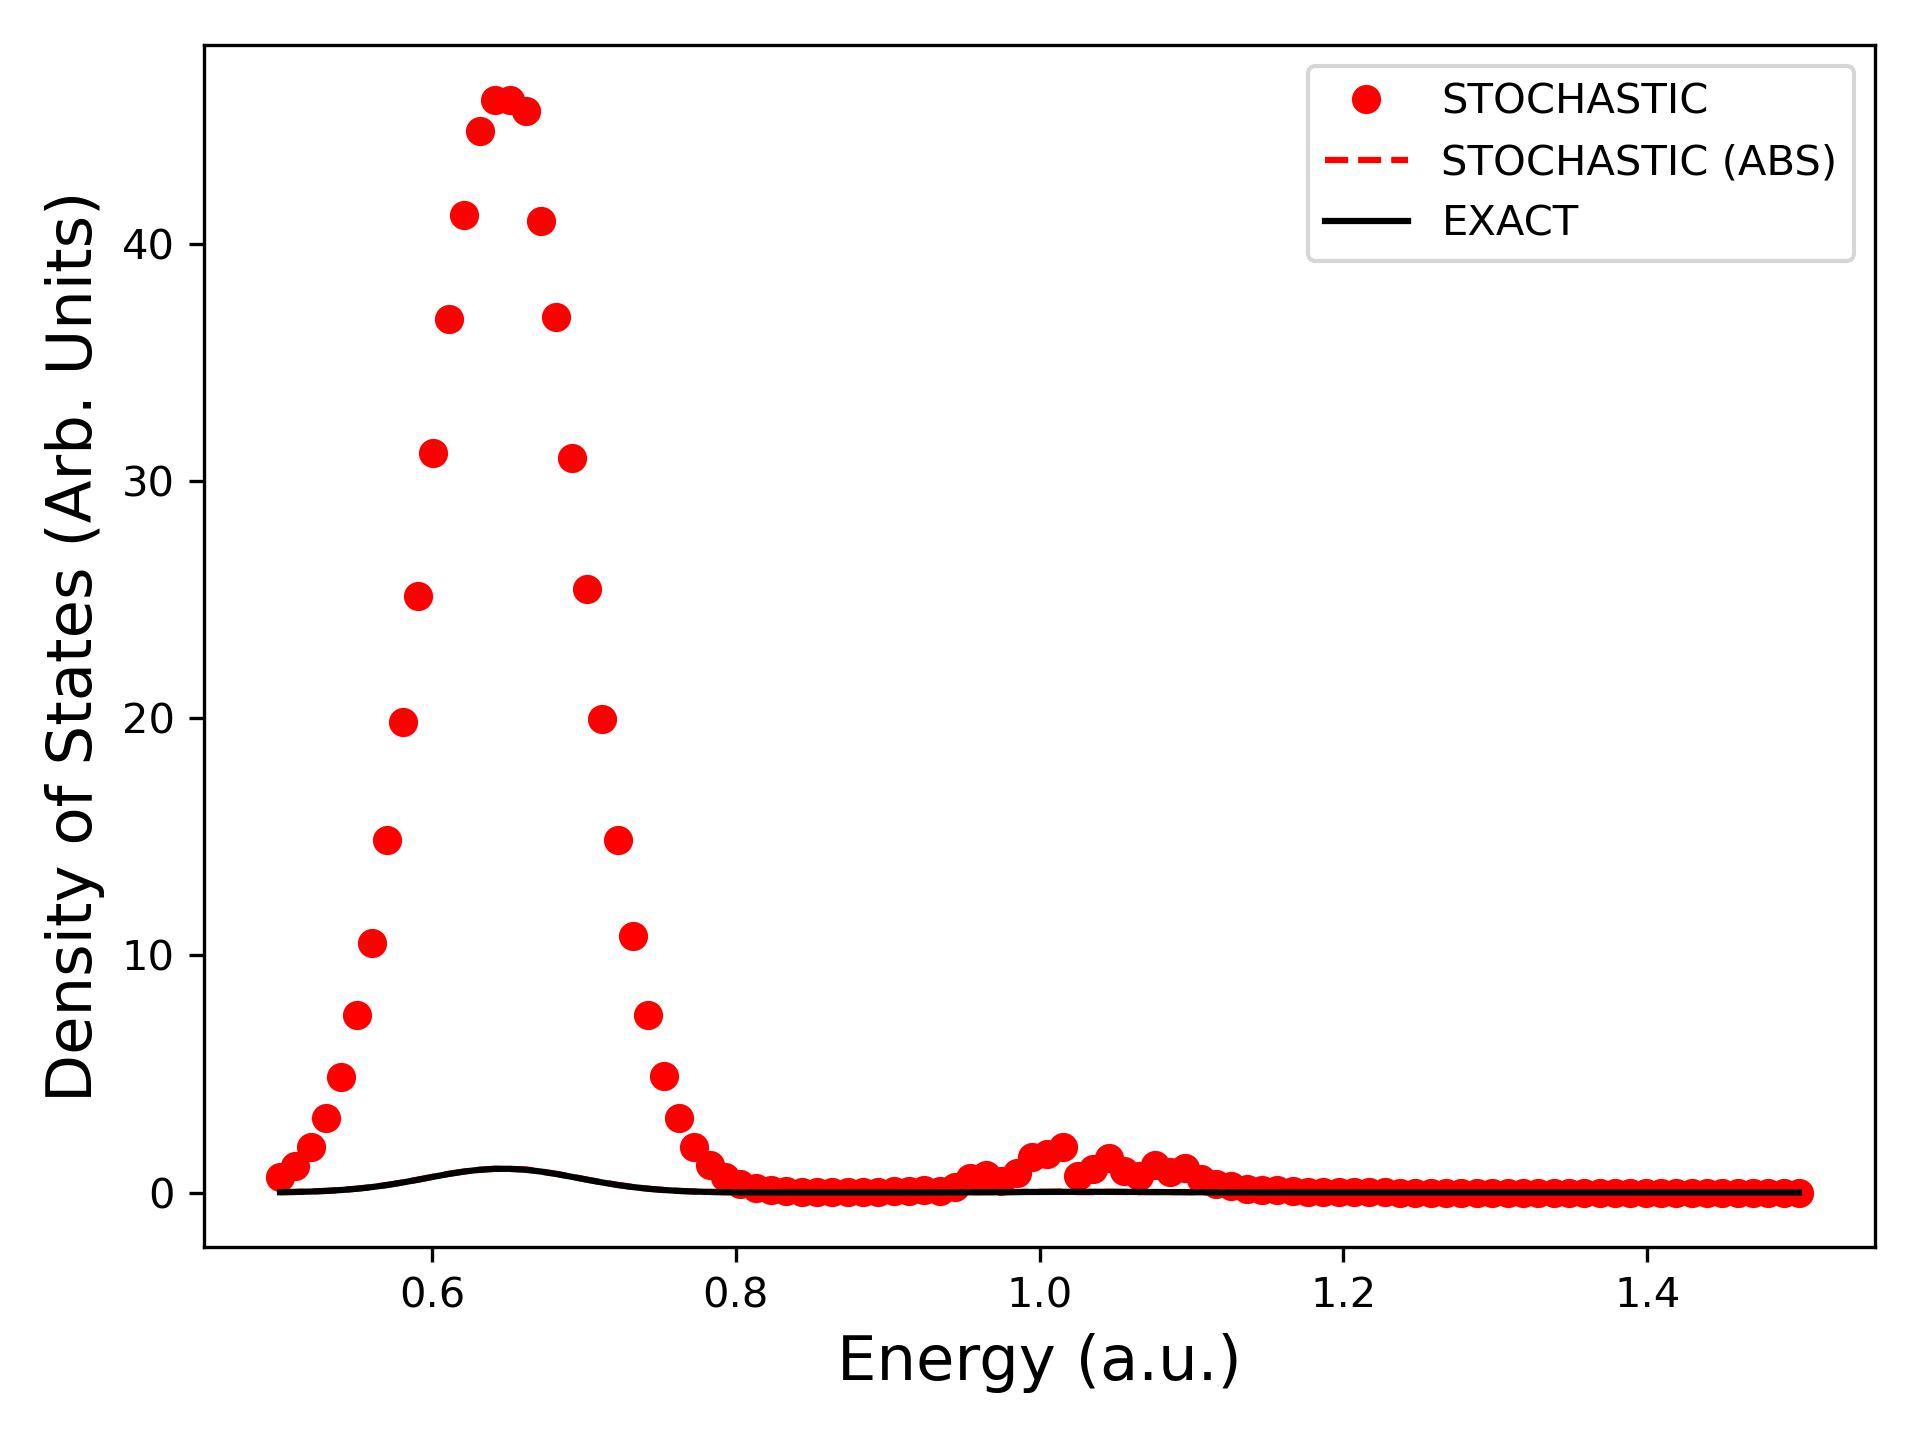 STOCHASTIC
STOCHASTIC (ABS)
EXACT
Density of States (Arb. Units)
40
30
20
10
0
0.6 0.8 1.0 1.2 1.4
Energy (a.u.)